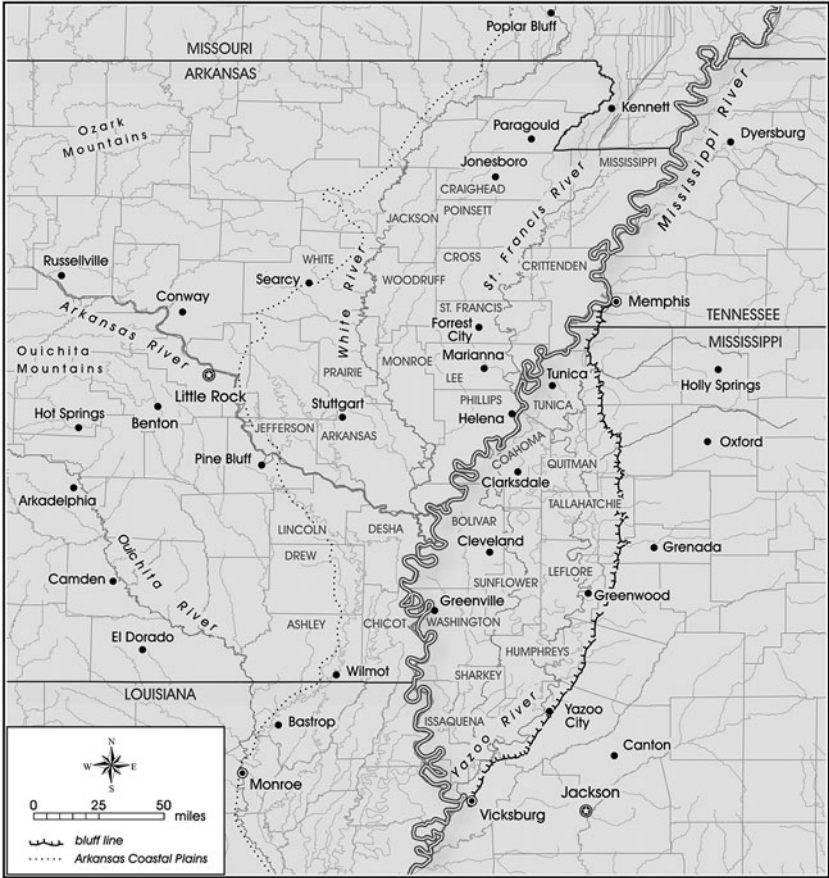 Poplar Bluff
MISSOURI
ARKANSAS
Ozark
Mountains
Kennett
Paragould
Dyersburg
Mississippi River
MISSISSIPPI
Jonesboro
CRAIGHEAD
POINSETT
JACKSON
St. Francis River
Russellville
WHITE
Searcy
White River
WOODRUFF
CROSS
CRITTENDEN
Conway
Arkansas River
ST. FRANCIS
Forrest
City
Memphis
TENNESSEE
MISSISSIPPI
Ouichita
Mountains
Little Rock
PRAIRIE
MONROE
Marianna
LEE
Tunica
TUNICA
Holly Springs
Hot Springs
Benton
Stuttgart
JEFFERSON
ARKANSAS
PHILLIPS
Helena
COAHOMA
Oxford
Pine Bluff
QUITMAN
Clarksdale
Arkadelphia
TALLAHATCHIE
LINCOLN
DESHA
BOLIVAR
Ouichita River
DREW
Cleveland
Grenada
Camden
SUNFLOWER
LEFLORE
Greenwood
Greenville
ASHLEY
CHICOT
WASHINGTON
El Dorado
HUMPHREYS
Wilmot
SHARKEY
LOUISIANA
Bastrop
ISSAQUENA
Yazoo River
Yazoo
City
Canton
Monroe
Vicksburg
Jackson
N
W E
S
0 25 50
miles
bluff line
Arkansas Coastal Plains